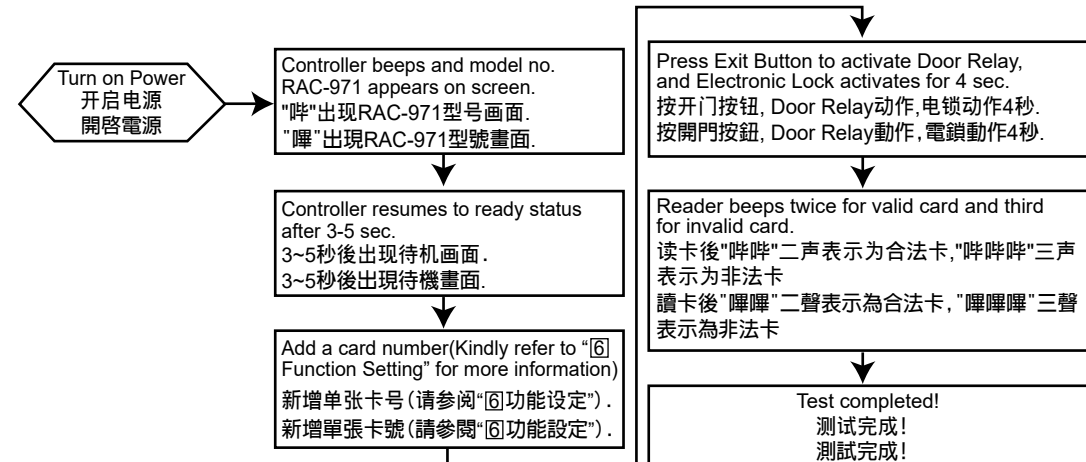 Turn on Power
开启电源
開啓電源
Controller beeps and model no.
RAC-971 appears on screen.
"哔"出现RAC-971型号画面.
"嗶"出現RAC-971型號畫面.
Controller resumes to ready status
after 3-5 sec.
3~5秒後出现待机画面.
3~5秒後出現待機畫面.
Add a card number(Kindly refer to “6
Function Setting” for more information)
新增单张卡号(请参阅“6功能设定”).
新增單張卡號(請參閱“6功能設定”).
Press Exit Button to activate Door Relay,
and Electronic Lock activates for 4 sec.
按开门按钮, Door Relay动作,电锁动作4秒.
按開門按鈕, Door Relay動作,電鎖動作4秒.
Reader beeps twice for valid card and third
for invalid card.
读卡後"哔哔"二声表示为合法卡,"哔哔哔"三声
表示为非法卡
讀卡後"嗶嗶"二聲表示為合法卡,"嗶嗶嗶"三聲
表示為非法卡
Test completed!
测试完成!
測試完成!